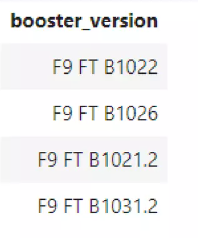 booster_version
F9 FT B1022
F9 FT B1026
F9 FT B1021.2
F9 FT B1031.2